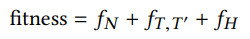 fitness = f_N + f_{T,T′} + f_H